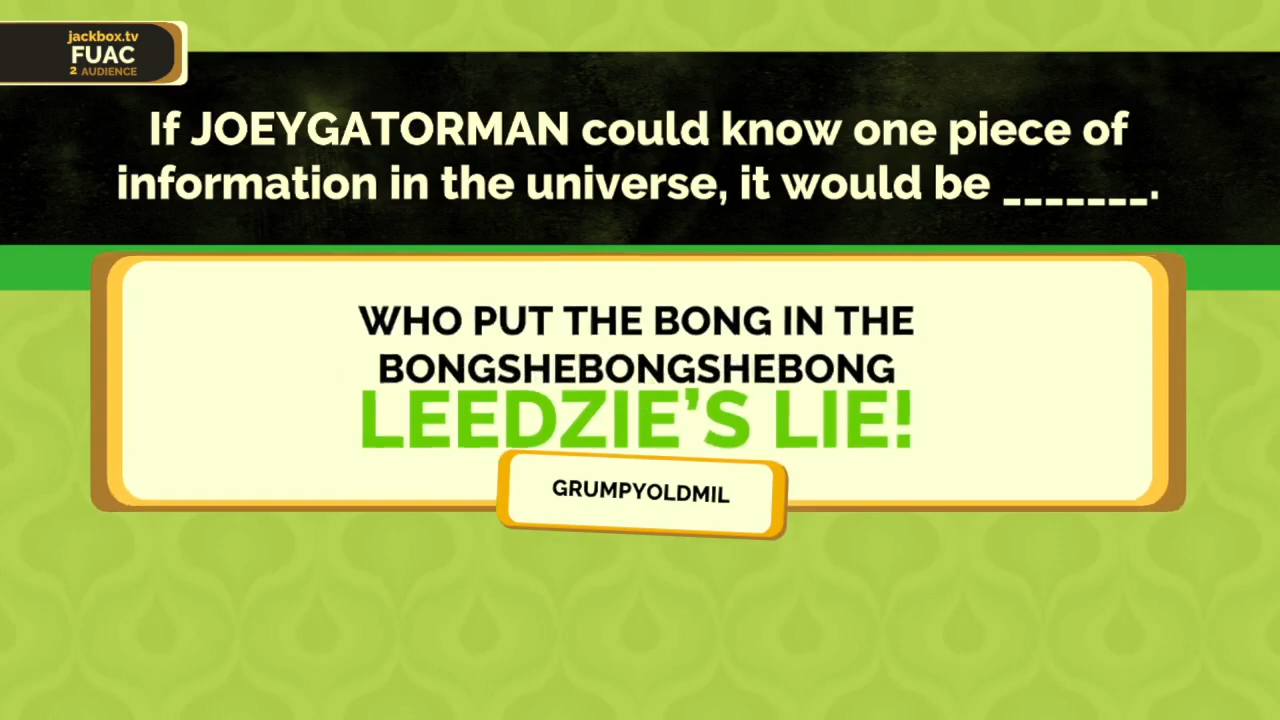 jackbox.tv
FUAC
2 AUDIENCE
If JOEYGATORMAN could know one piece of
information in the universe, it would be _______.
WHO PUT THE BONG IN THE
BONGSHEBONGSHEBONG
LEEDZIE’S LIE!
GRUMPYOLDMIL